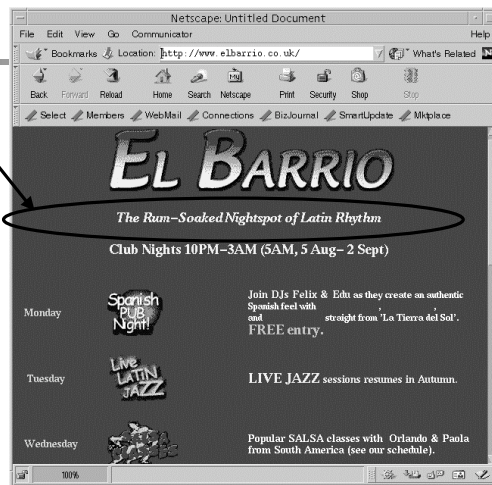 Netscape: Untitled Document
File Edit View Go Communicator Help
Bookmarks Location: http://www.elbarrio.co.uk/ What's Related N
Back Forward Reload Home Search Netscape Print Security Shop Stop
Select Members WebMail Connections BizJournal SmartUpdate Mktplace
EL BARRIO
The Rum-Soaked Nightspot of Latin Rhythm
Club Nights 10PM-3AM (5AM, 5 Aug- 2 Sept)
Monday
Spanish
PUB
Night!
Join DJs Felix & Edu as they create an authentic
Spanish feel with , ,
and straight from 'La Tierra del Sol'.
FREE entry.
Tuesday
Live
LATIN
JAZZ
LIVE JAZZ sessions resumes in Autumn.
Wednesday
Popular SALSA classes with Orlando & Paola
from South America (see our schedule).
100%